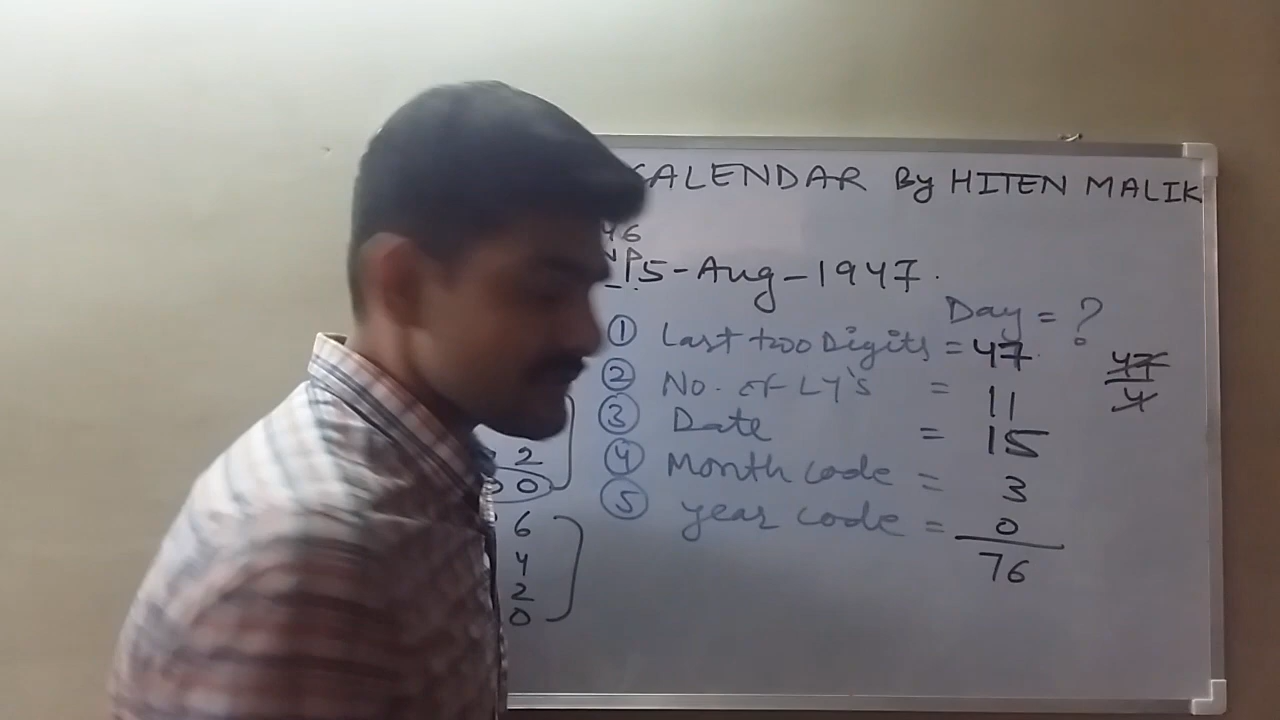 CALENDAR By HITEN MALIK
46
15-Aug-1947.
Day = ?
① Last two Digits = 47
47
4
② No. of LY's = 11
③ Date = 15
④ Month code = 3
⑤ year code = 0
76
2
0
6
4
2
0